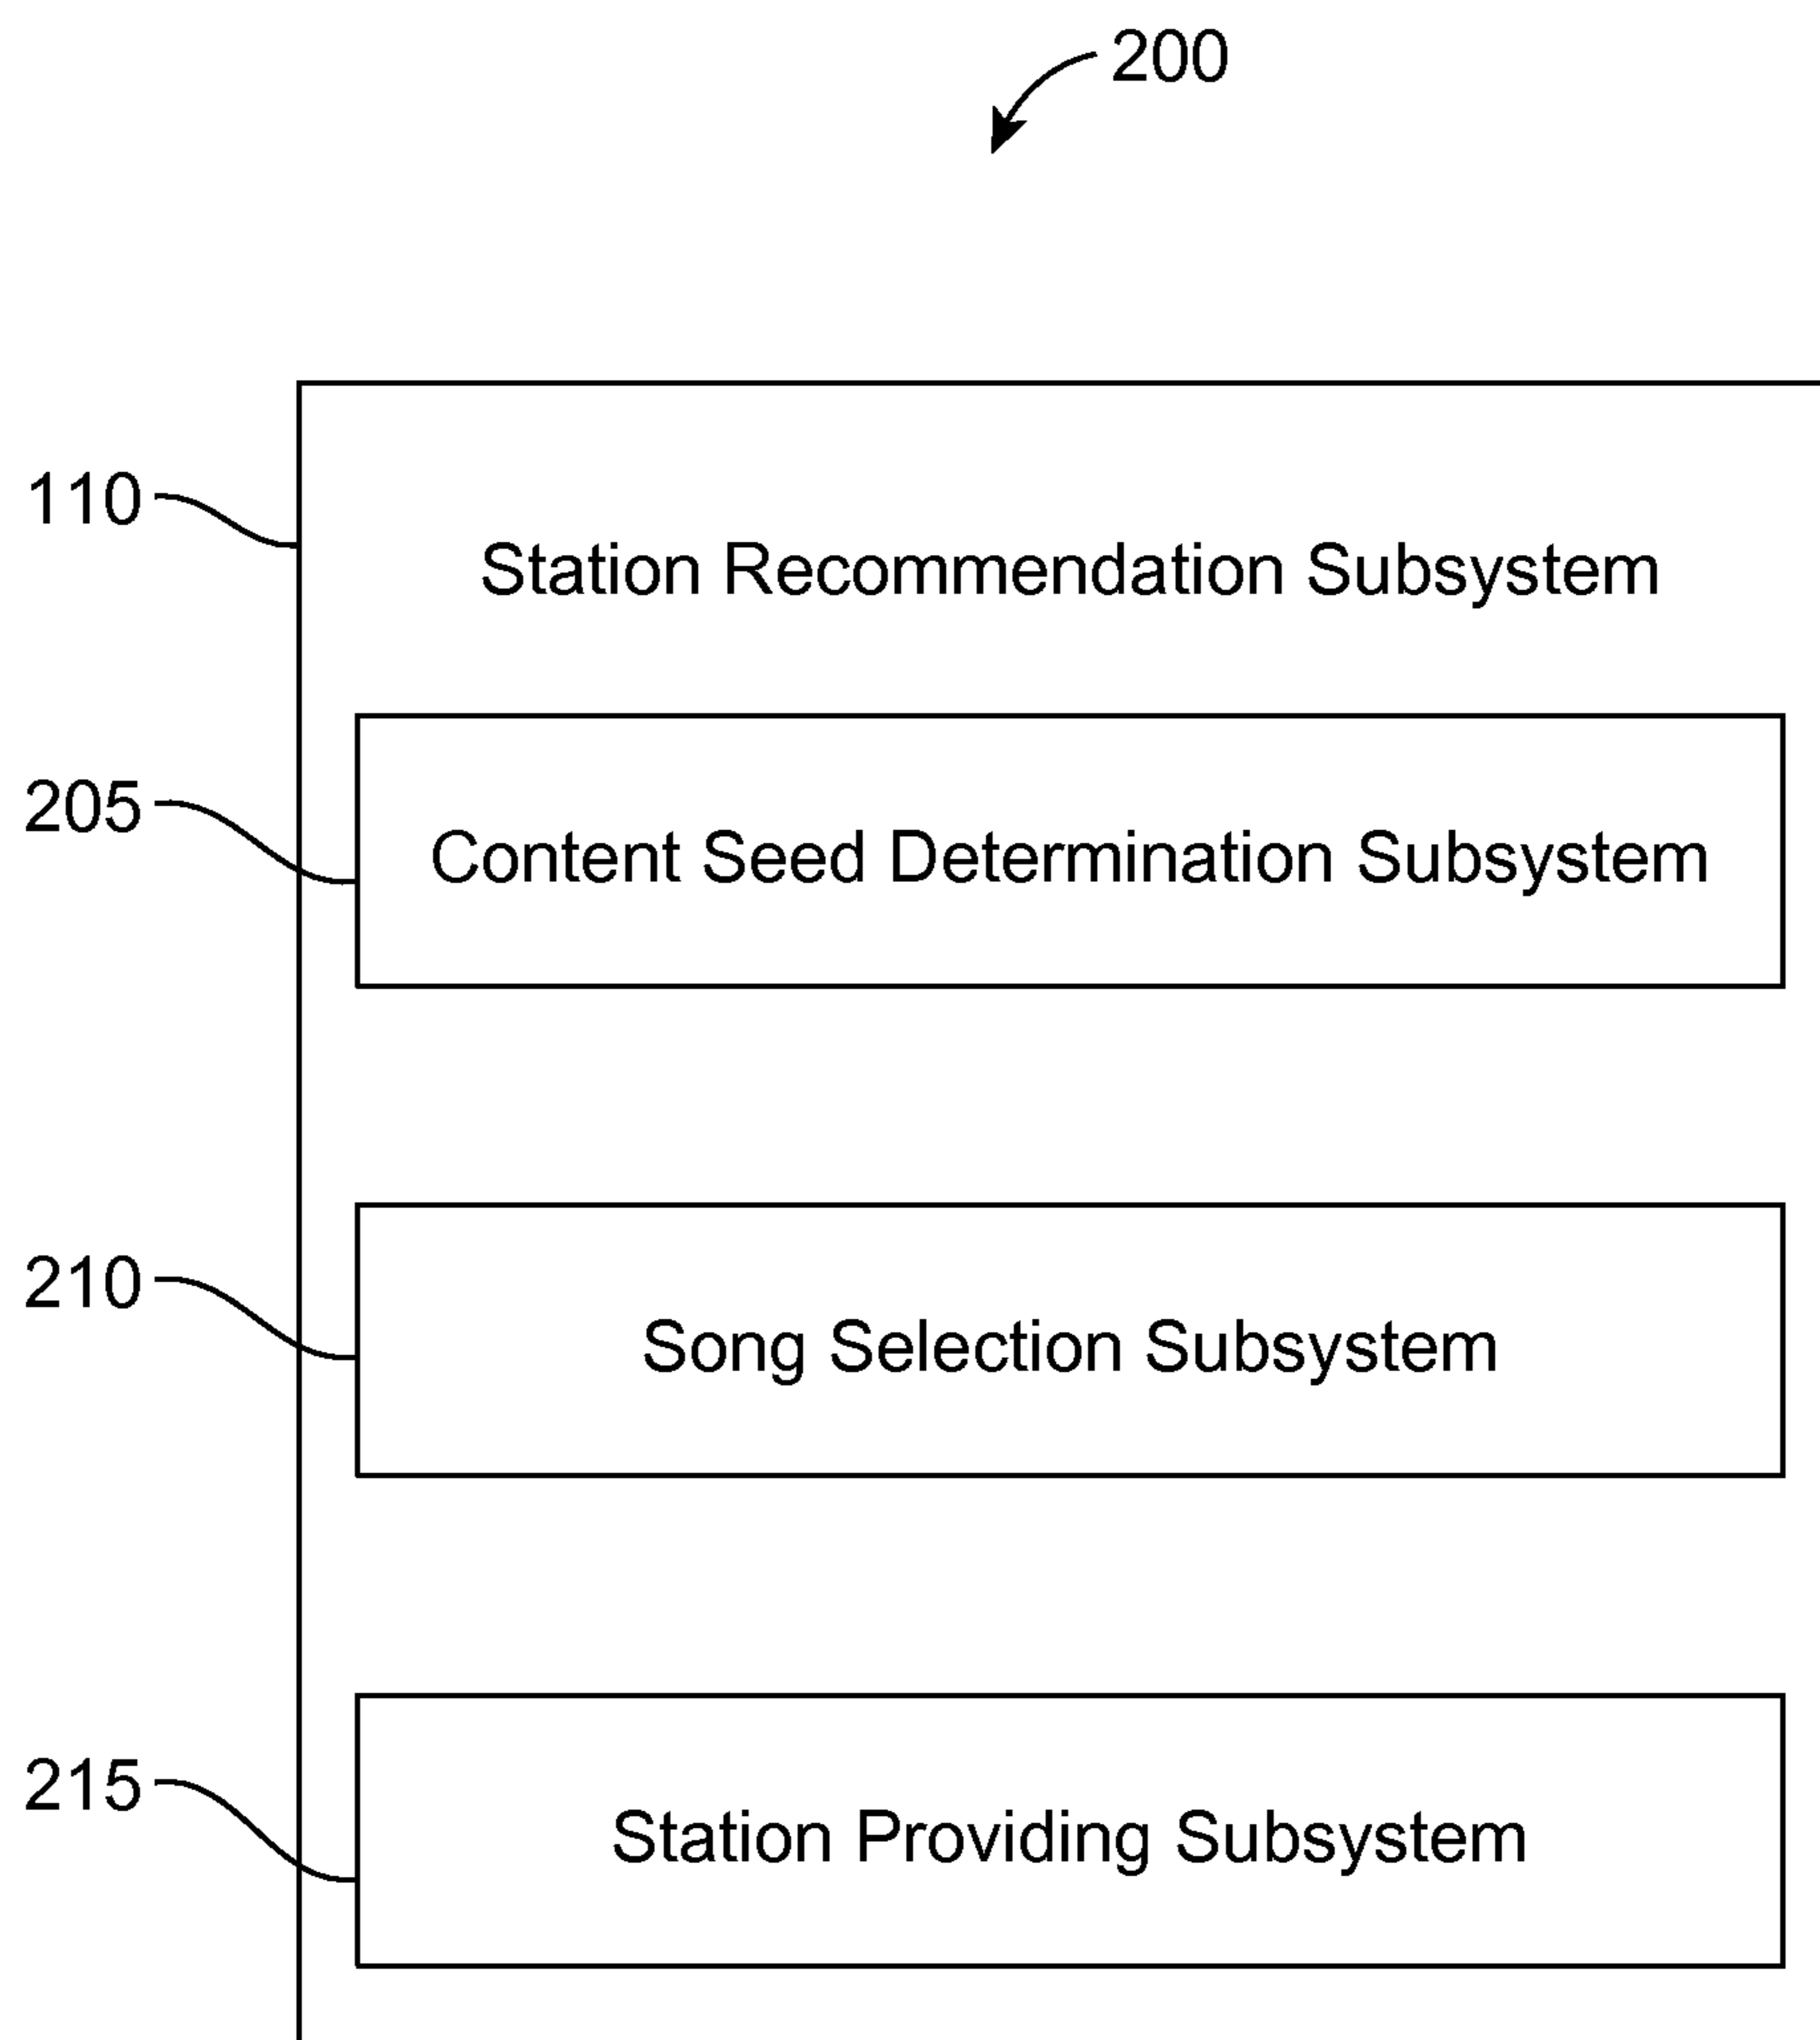 200
110
Station Recommendation Subsystem
205
Content Seed Determination Subsystem
210
Song Selection Subsystem
215
Station Providing Subsystem